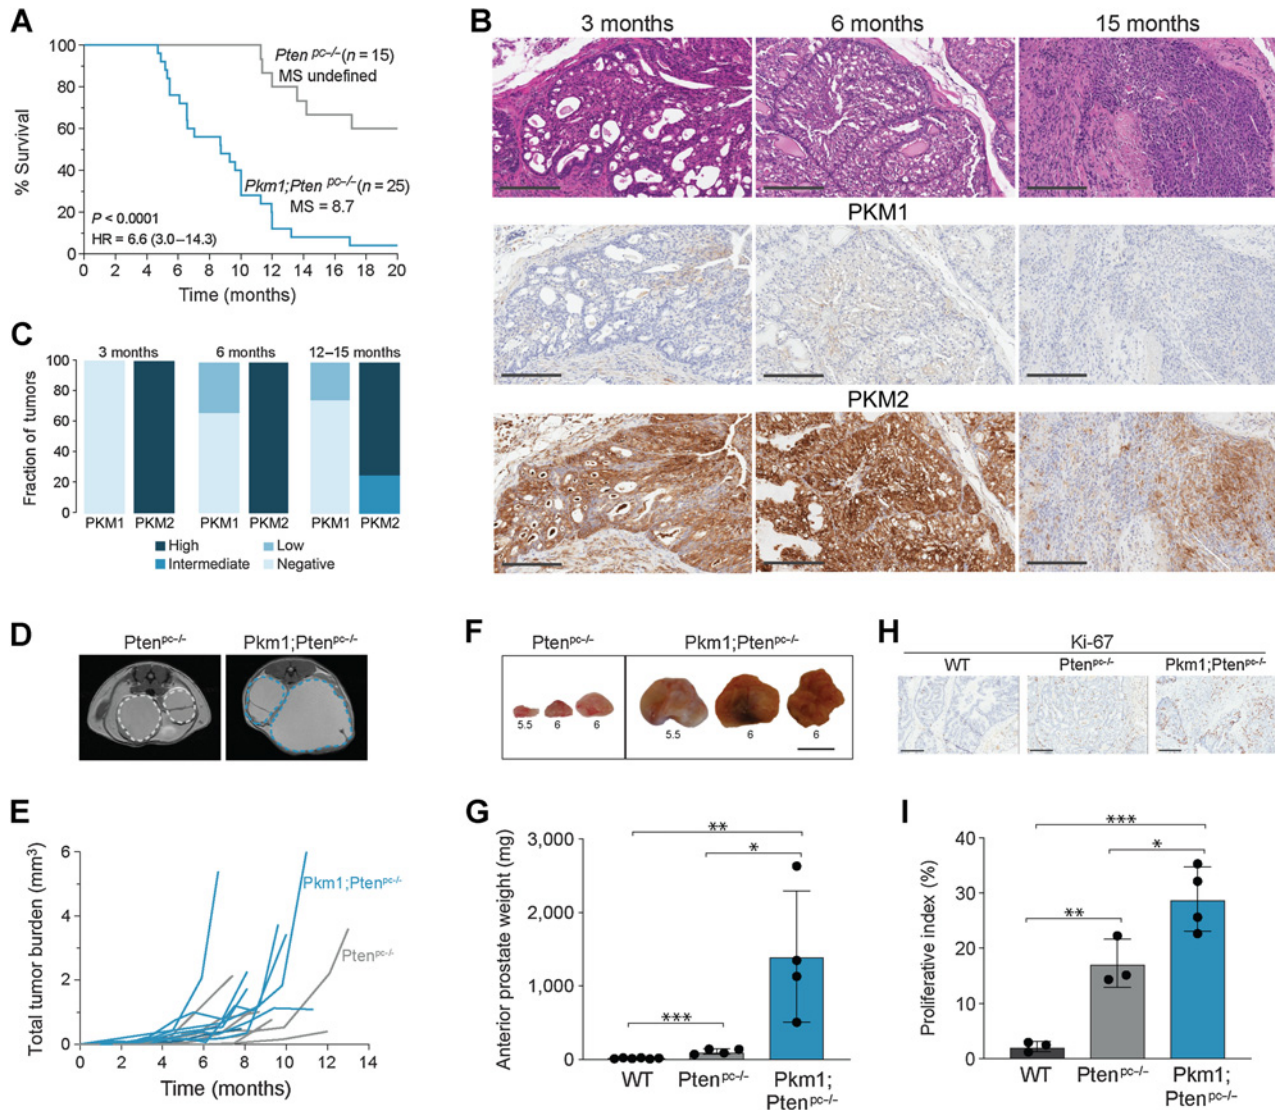 A
100
80
60
40
20
0
% Survival
Pten pc–/– (n = 15)
MS undefined
Pkm1;Pten pc–/– (n = 25)
MS = 8.7
P < 0.0001
HR = 6.6 (3.0–14.3)
0 2 4 6 8 10 12 14 16 18 20
Time (months)
B
3 months 6 months 15 months
PKM1
PKM2
C
3 months 6 months 12–15 months
100
80
60
40
20
0
Fraction of tumors
PKM1 PKM2 PKM1 PKM2 PKM1 PKM2
High Low
Intermediate Negative
D
Ptenpc–/– Pkm1;Ptenpc–/–
E
6
4
2
0
Total tumor burden (mm³)
Pkm1;Ptenpc–/–
Ptenpc–/–
0 2 4 6 8 10 12 14
Time (months)
F
Ptenpc–/– Pkm1;Ptenpc–/–
5.5 6 6 5.5 6 6
G
3,000
2,000
1,000
0
Anterior prostate weight (mg)
**
*
***
WT Ptenpc–/– Pkm1;
Ptenpc–/–
H
Ki-67
WT Ptenpc–/– Pkm1;Ptenpc–/–
I
40
30
20
10
0
Proliferative index (%)
***
*
**
WT Ptenpc–/– Pkm1;
Ptenpc–/–